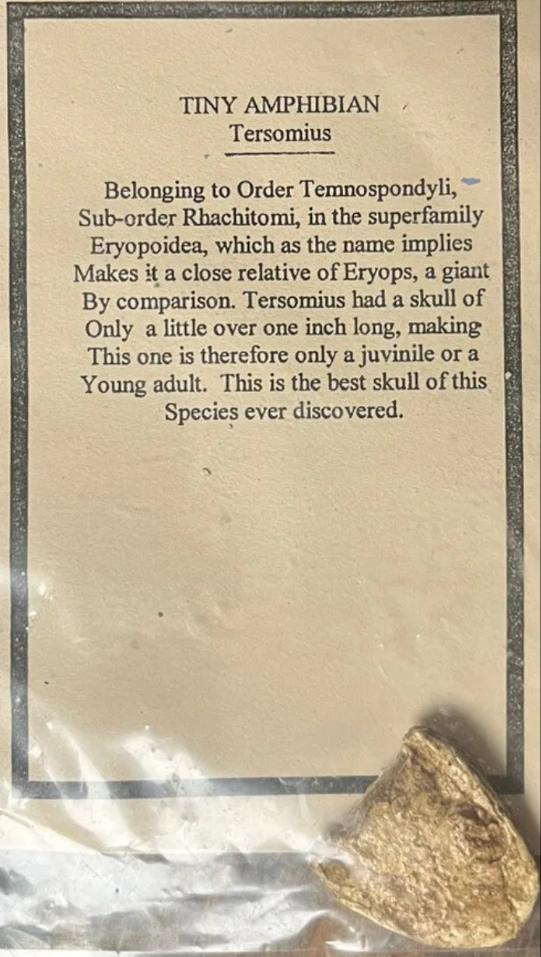 TINY AMPHIBIAN
Tersomius
Belonging to Order Temnospondyli,
Sub-order Rhachitomi, in the superfamily
Eryopoidea, which as the name implies
Makes it a close relative of Eryops, a giant
By comparison. Tersomius had a skull of
Only a little over one inch long, making
This one is therefore only a juvinile or a
Young adult. This is the best skull of this
Species ever discovered.